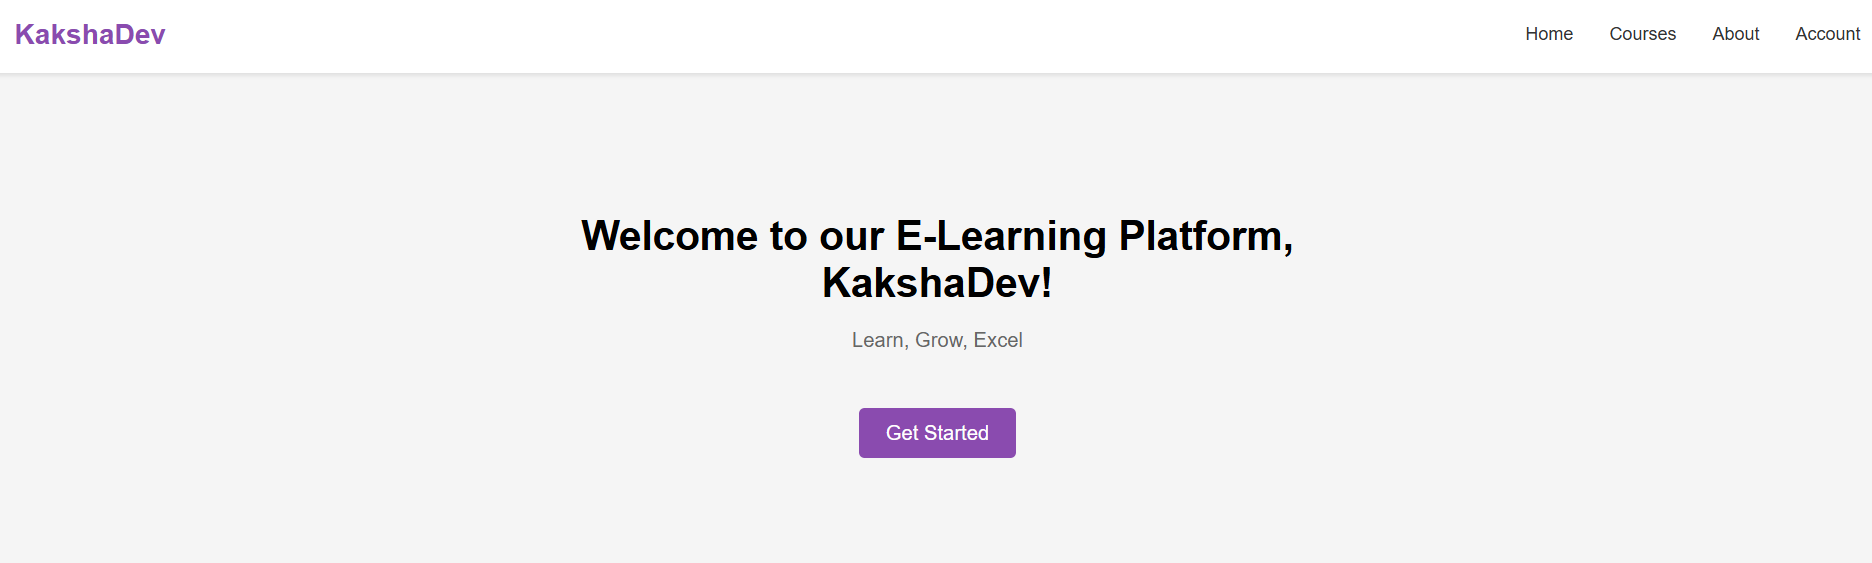 KakshaDev
Home Courses About Account
Welcome to our E-Learning Platform,
KakshaDev!
Learn, Grow, Excel
Get Started